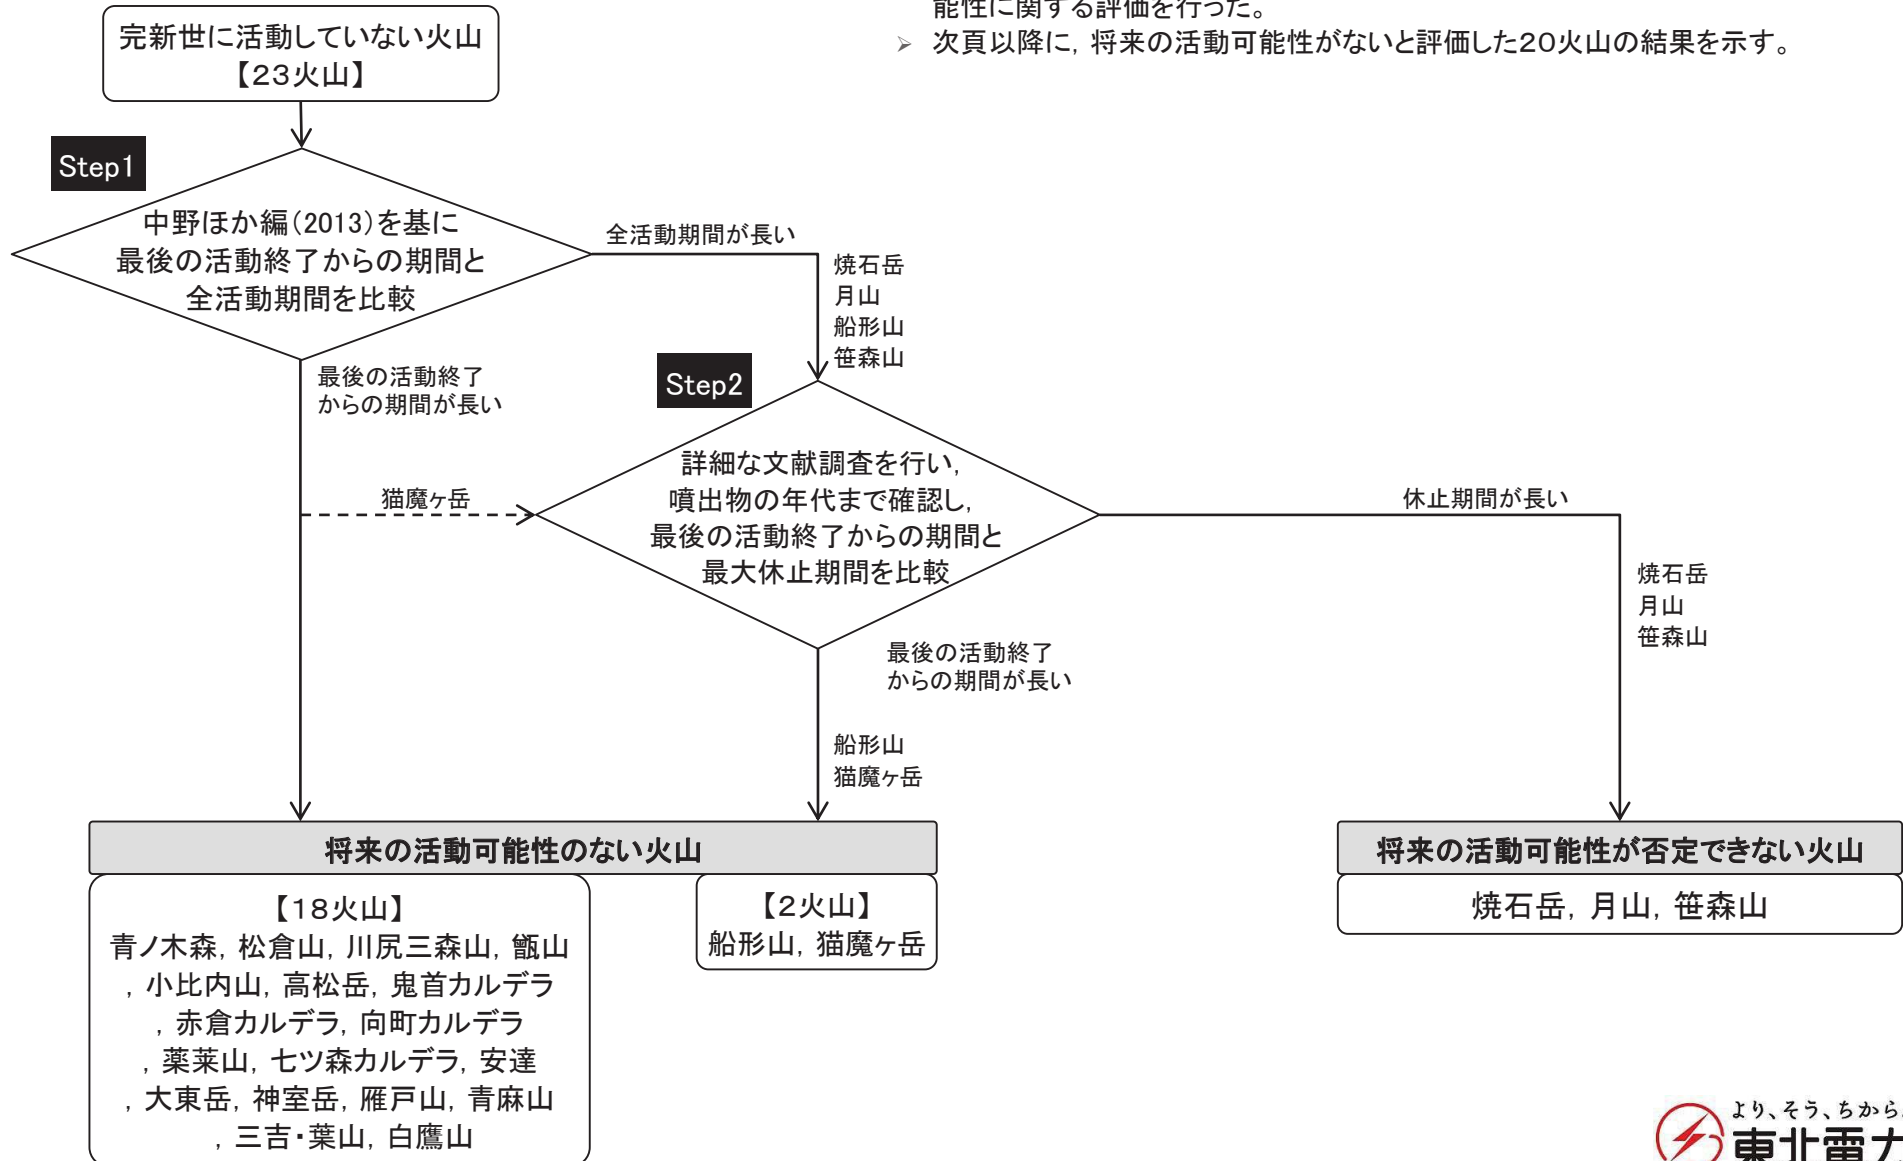 能性に関する評価を行った。
➢ 次頁以降に, 将来の活動可能性がないと評価した20火山の結果を示す。
完新世に活動していない火山
【23火山】
Step1
中野ほか編(2013)を基に
最後の活動終了からの期間と
全活動期間を比較
全活動期間が長い
焼石岳
月山
船形山
笹森山
最後の活動終了
からの期間が長い
Step2
詳細な文献調査を行い,
噴出物の年代まで確認し,
最後の活動終了からの期間と
最大休止期間を比較
猫魔ヶ岳
休止期間が長い
焼石岳
月山
笹森山
最後の活動終了
からの期間が長い
船形山
猫魔ヶ岳
将来の活動可能性のない火山
【18火山】
青ノ木森, 松倉山, 川尻三森山, 甑山
, 小比内山, 高松岳, 鬼首カルデラ
, 赤倉カルデラ, 向町カルデラ
, 薬莱山, 七ツ森カルデラ, 安達
, 大東岳, 神室岳, 雁戸山, 青麻山
, 三吉・葉山, 白鷹山
【2火山】
船形山, 猫魔ヶ岳
将来の活動可能性が否定できない火山
焼石岳, 月山, 笹森山
より、そう、ちから
東北電力